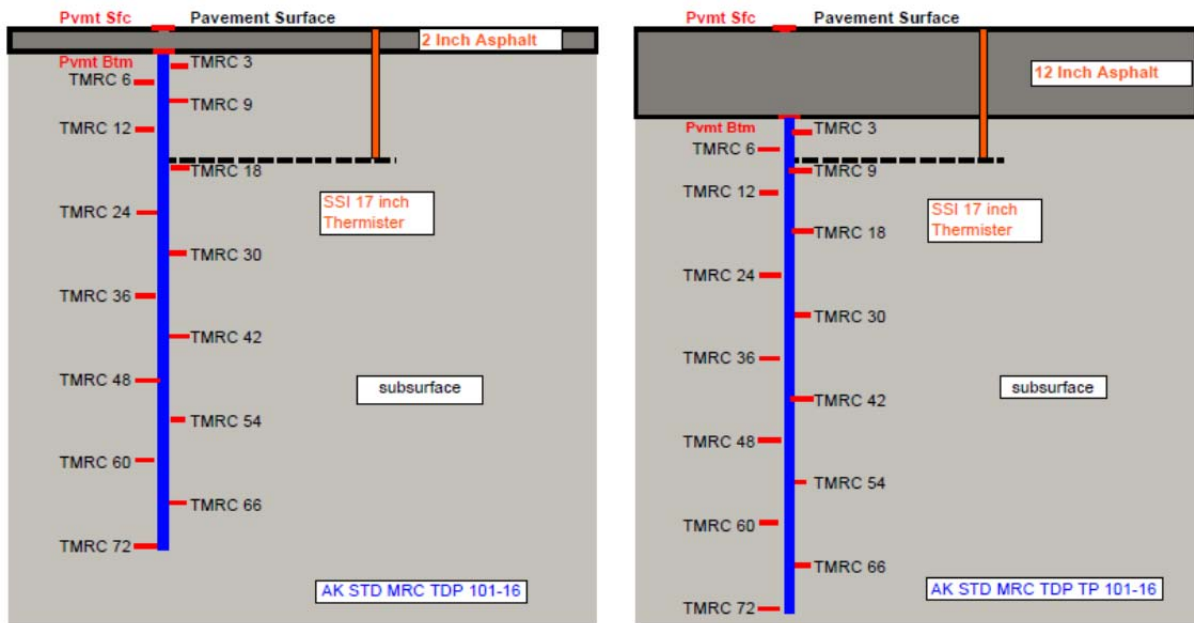 Pvmt Sfc
Pavement Surface
2 Inch Asphalt
Pvmt Btm
TMRC 3
TMRC 6
TMRC 9
TMRC 12
TMRC 18
SSI 17 inch
Thermister
TMRC 24
TMRC 30
TMRC 36
TMRC 42
TMRC 48
subsurface
TMRC 54
TMRC 60
TMRC 66
TMRC 72
AK STD MRC TDP 101-16
Pvmt Sfc
Pavement Surface
12 Inch Asphalt
Pvmt Btm
TMRC 3
TMRC 6
TMRC 9
TMRC 12
SSI 17 inch
Thermister
TMRC 18
TMRC 24
TMRC 30
TMRC 36
subsurface
TMRC 42
TMRC 48
TMRC 54
TMRC 60
TMRC 66
AK STD MRC TDP TP 101-16
TMRC 72